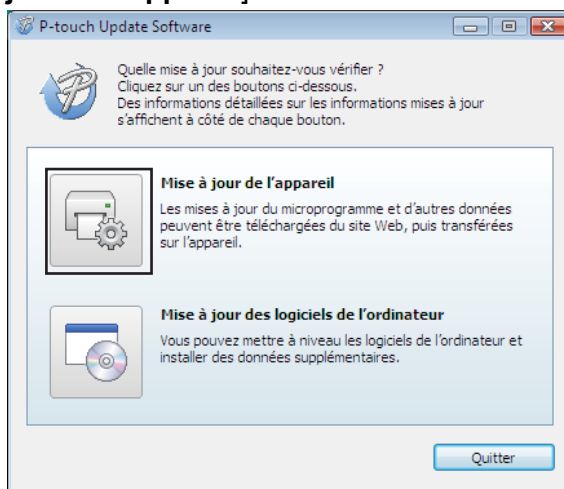 P-touch Update Software
Quelle mise à jour souhaitez-vous vérifier ?
Cliquez sur un des boutons ci-dessous.
Des informations détaillées sur les informations mises à jour
s'affichent à côté de chaque bouton.
Mise à jour de l'appareil
Les mises à jour du microprogramme et d'autres données
peuvent être téléchargées du site Web, puis transférées
sur l'appareil.
Mise à jour des logiciels de l'ordinateur
Vous pouvez mettre à niveau les logiciels de l'ordinateur et
installer des données supplémentaires.
Quitter